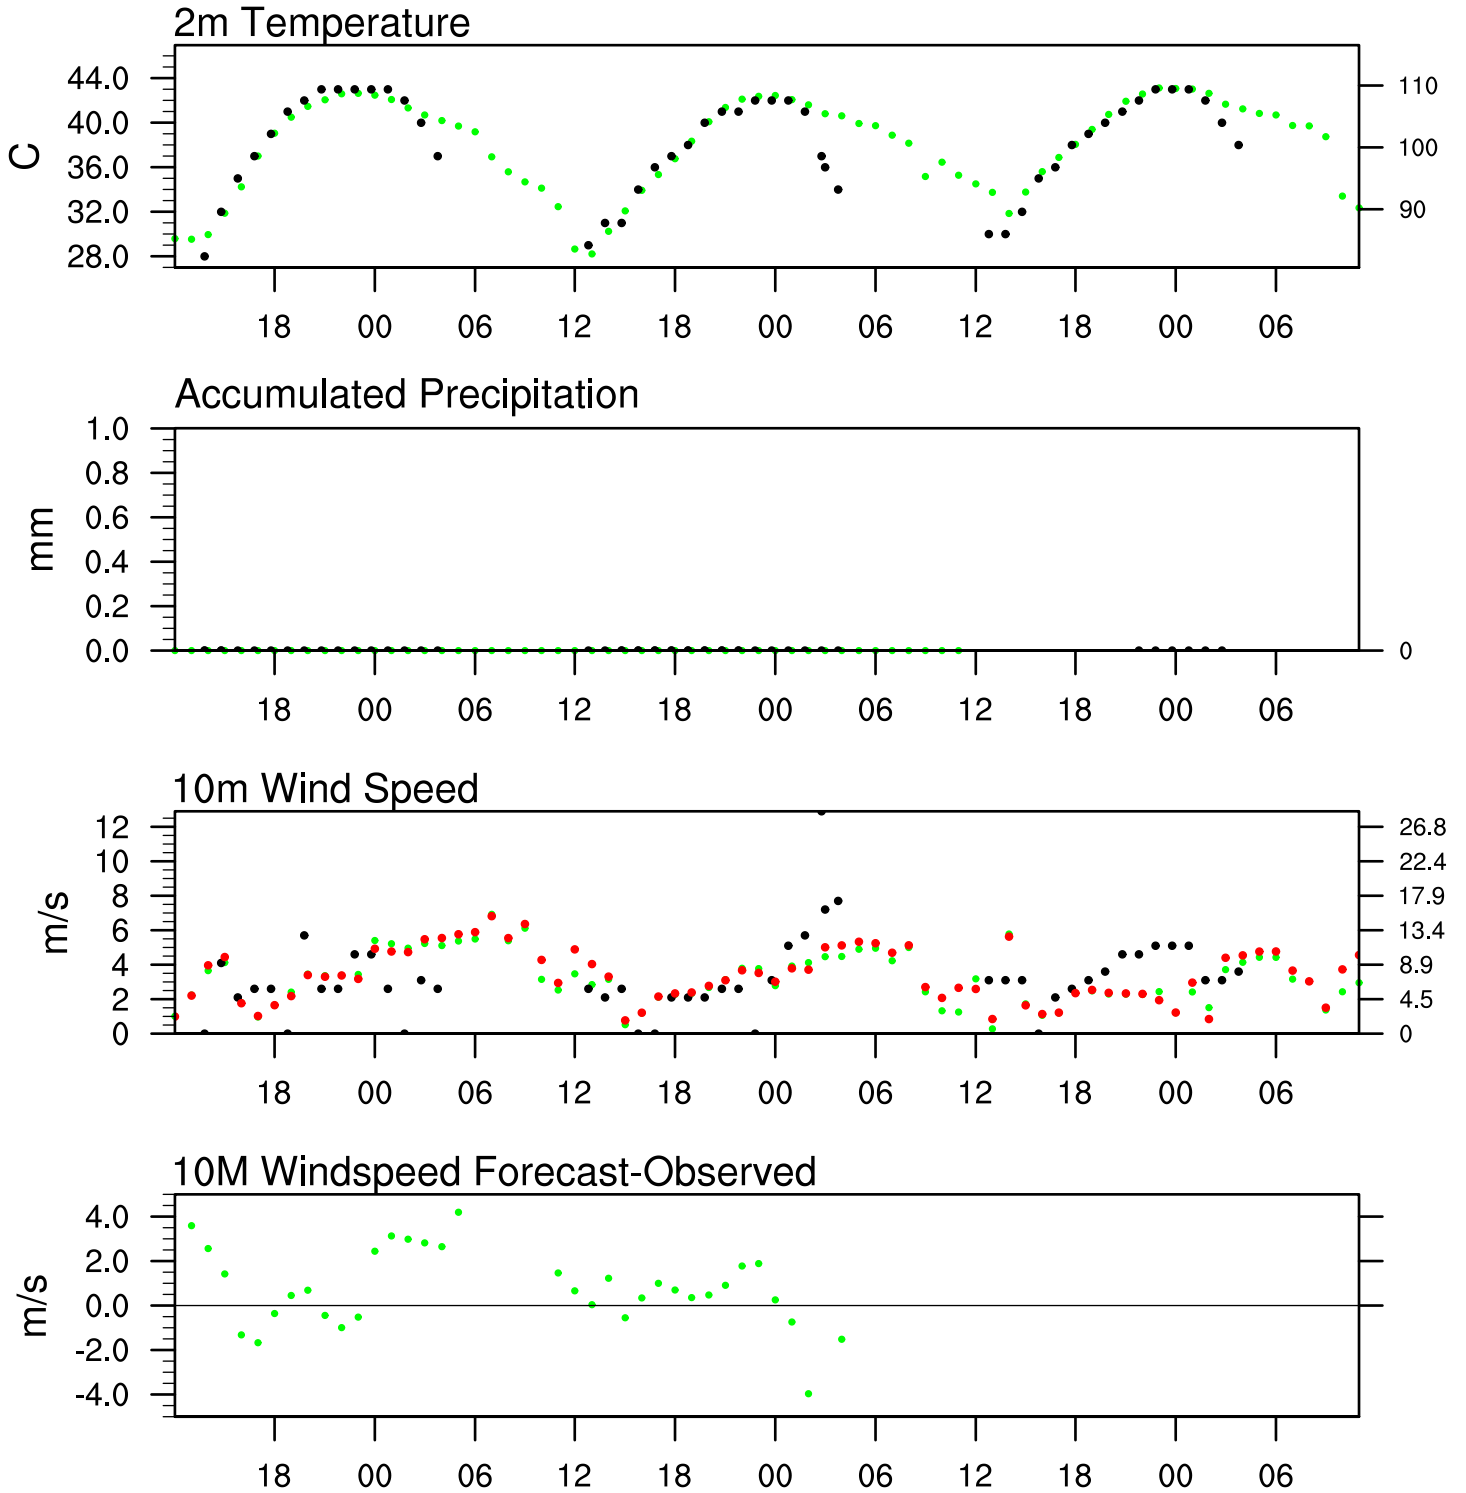 2m Temperature
44.0
40.0
36.0
32.0
28.0
C
110
100
90
18 00 06 12 18 00 06 12 18 00 06
Accumulated Precipitation
1.0
0.8
0.6
0.4
0.2
0.0
mm
0
18 00 06 12 18 00 06 12 18 00 06
10m Wind Speed
12
10
8
6
4
2
0
m/s
26.8
22.4
17.9
13.4
8.9
4.5
0
18 00 06 12 18 00 06 12 18 00 06
10M Windspeed Forecast-Observed
4.0
2.0
0.0
-2.0
-4.0
m/s
18 00 06 12 18 00 06 12 18 00 06